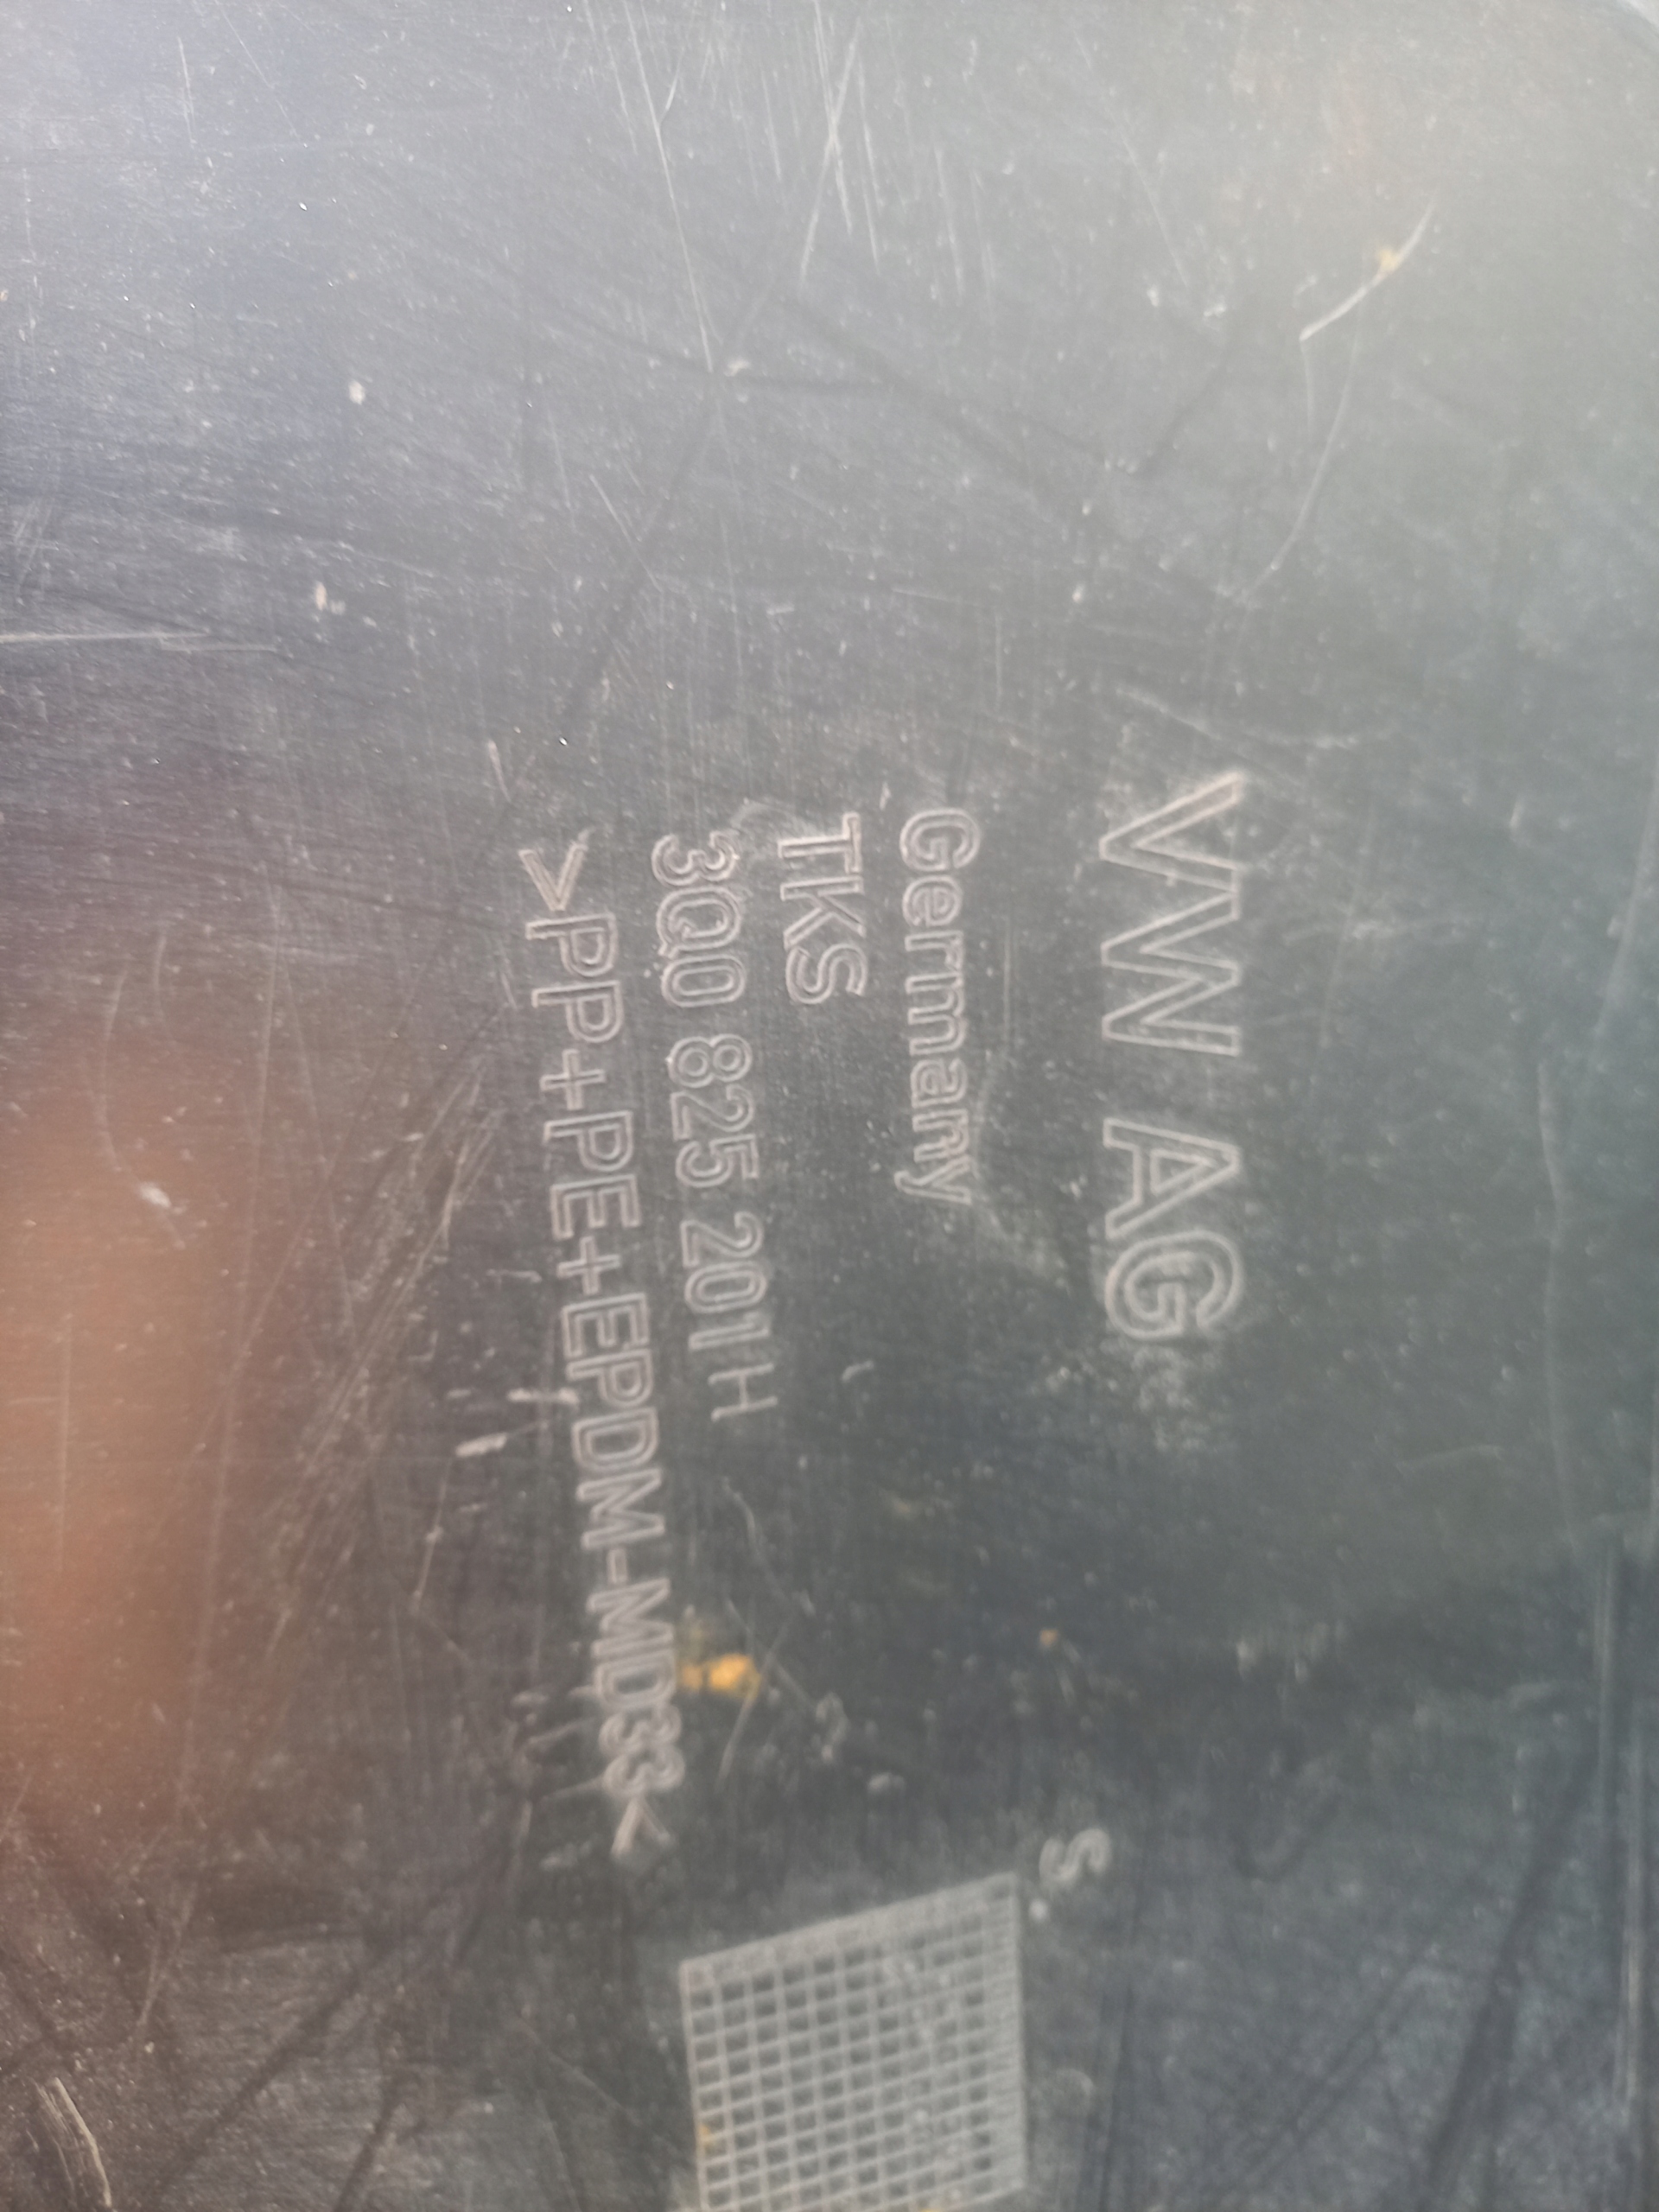 VW AG
Germany
TKS
3Q0 825 201 H
>PP+PE+EPDM-MD33<
S